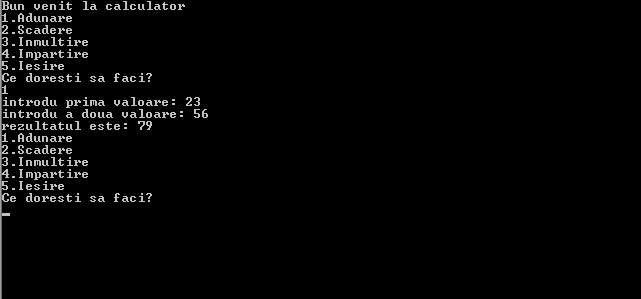 Bun venit la calculator
1.Adunare
2.Scadere
3.Inmultire
4.Impartire
5.Iesire
Ce doresti sa faci?
1
introdu prima valoare: 23
introdu a doua valoare: 56
rezultatul este: 79
1.Adunare
2.Scadere
3.Inmultire
4.Impartire
5.Iesire
Ce doresti sa faci?